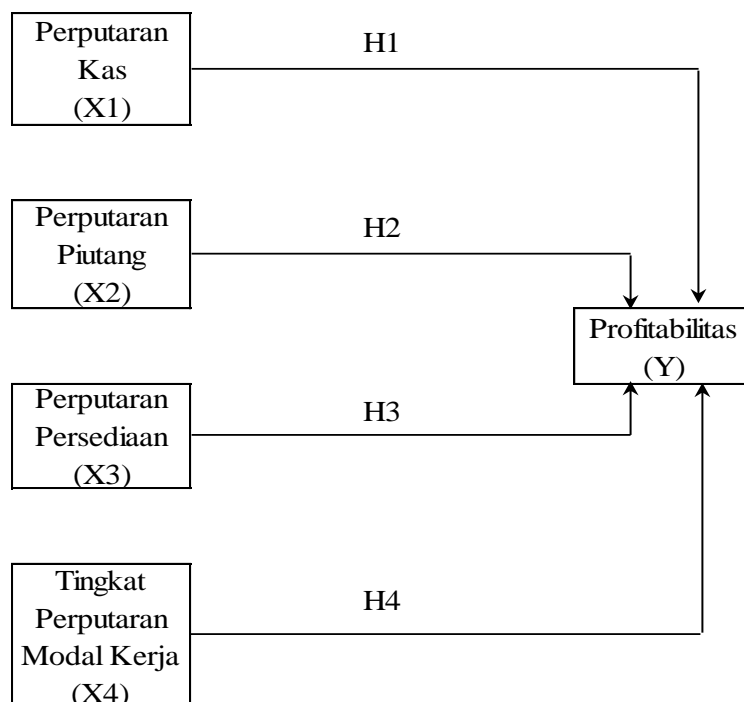 Perputaran
Kas
(X1)
H1
Perputaran
Piutang
(X2)
H2
Profitabilitas
(Y)
Perputaran
Persediaan
(X3)
H3
Tingkat
Perputaran
Modal Kerja
(X4)
H4